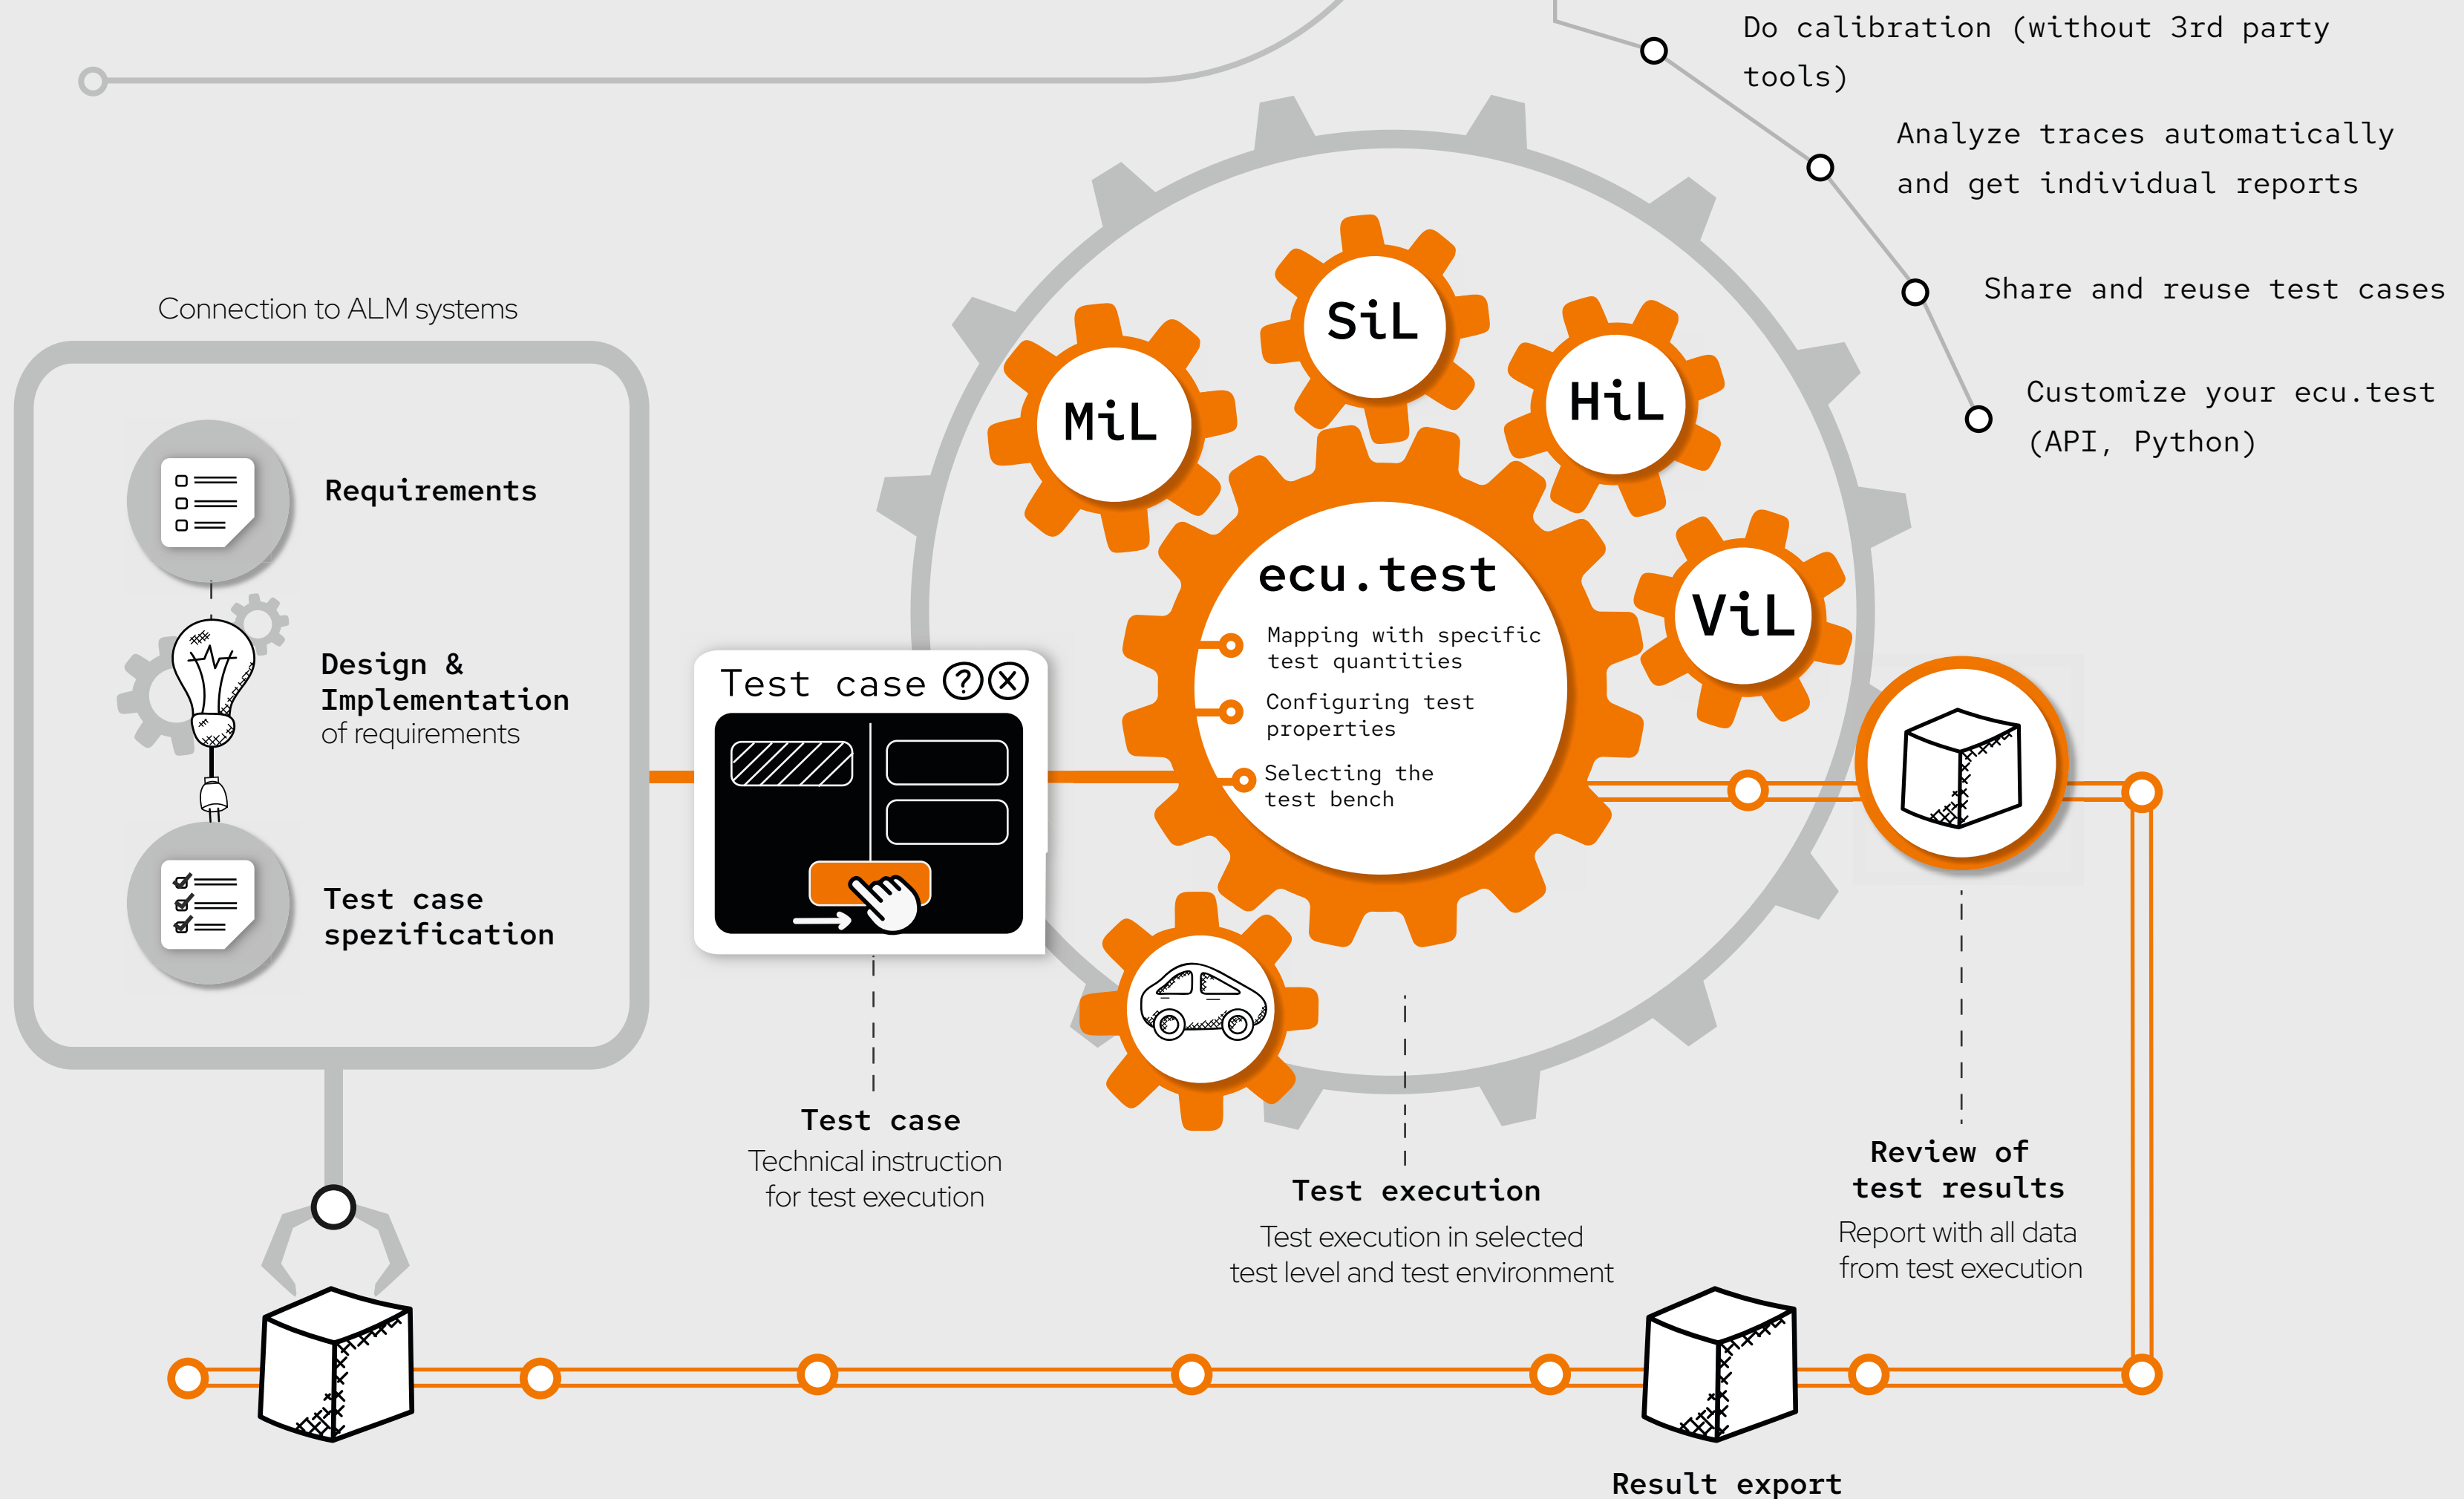 Do calibration (without 3rd party
tools)
Analyze traces automatically
and get individual reports
Share and reuse test cases
Customize your ecu.test
(API, Python)
Connection to ALM systems
Requirements
Design &
Implementation
of requirements
Test case
spezification
Test case
?
X
MiL
SiL
HiL
ViL
ecu.test
Mapping with specific
test quantities
Configuring test
properties
Selecting the
test bench
Test case
Technical instruction
for test execution
Test execution
Test execution in selected
test level and test environment
Review of
test results
Report with all data
from test execution
Result export